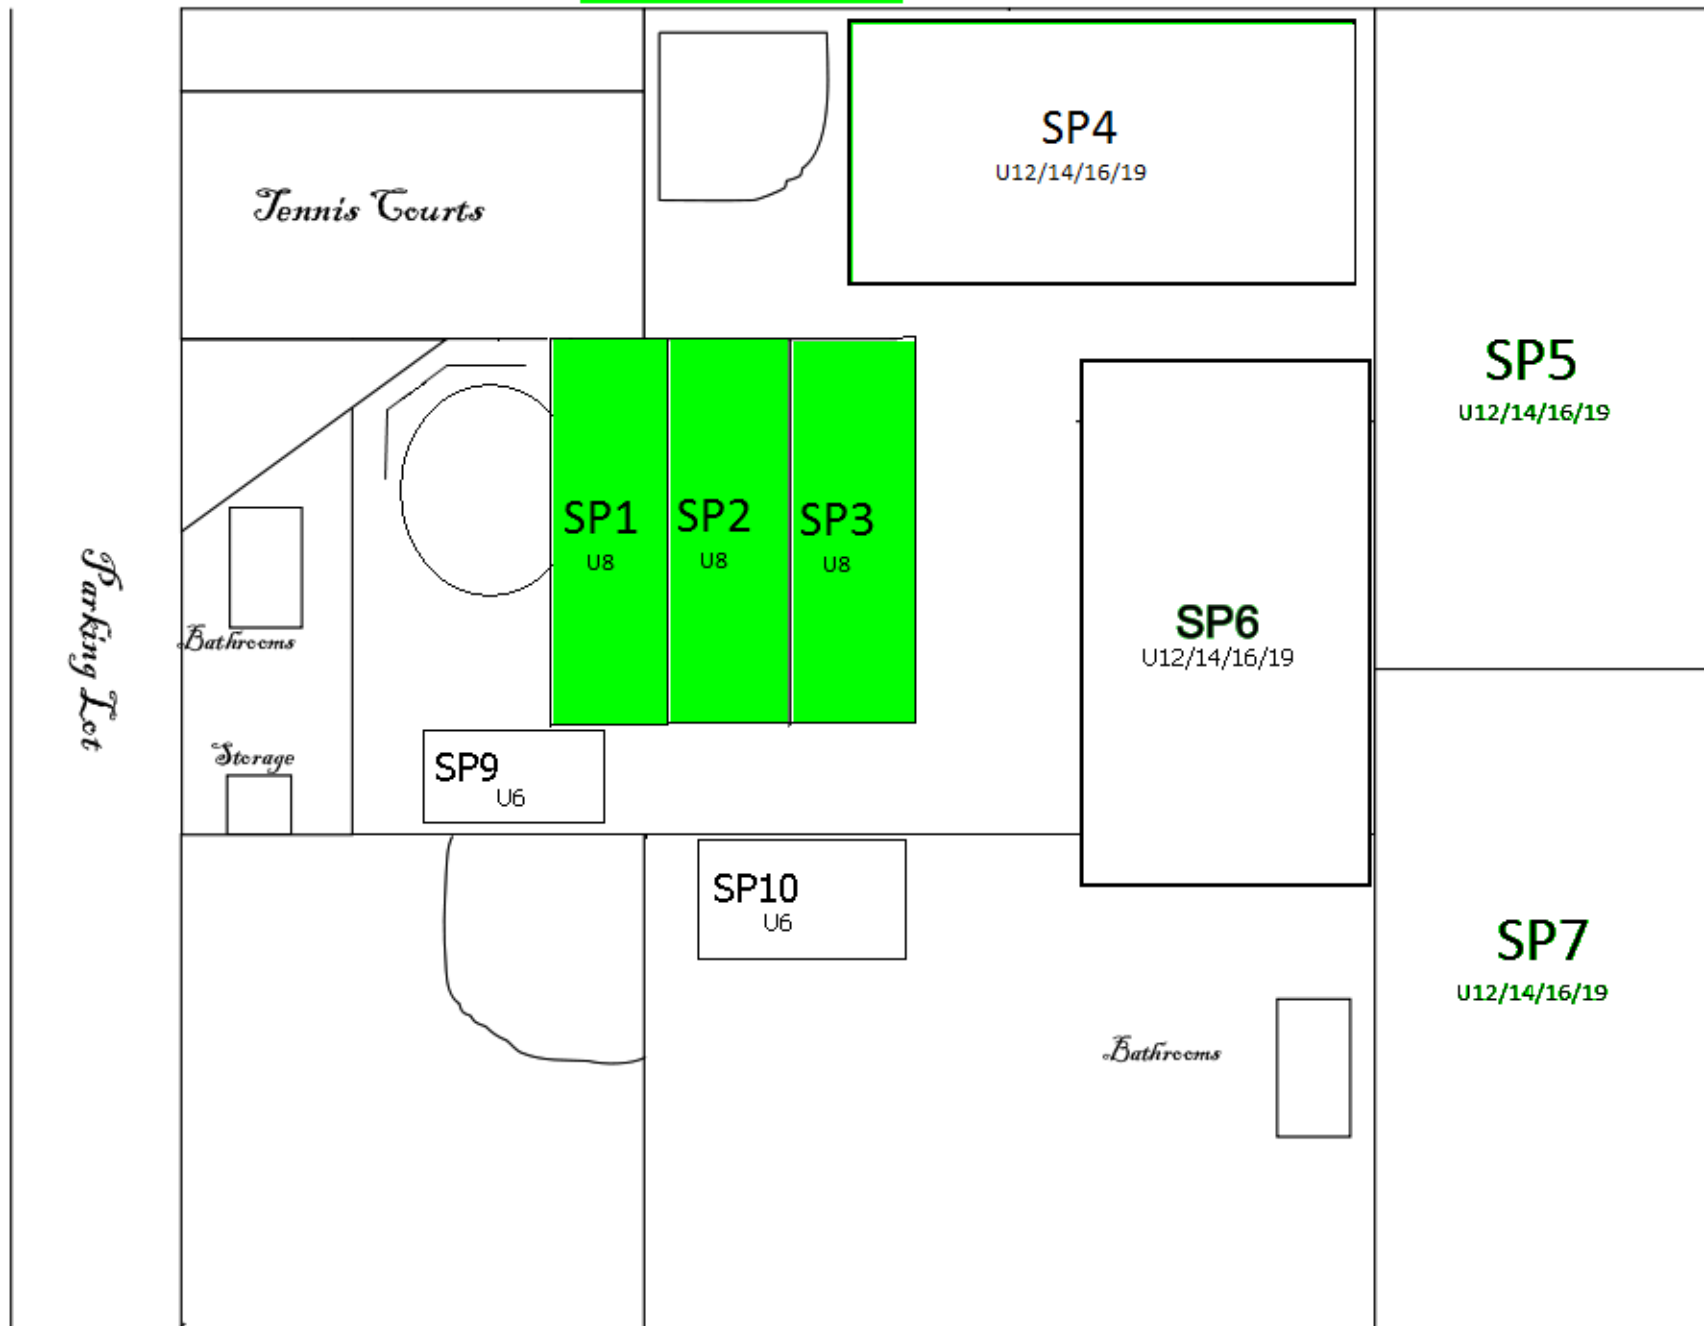 SP4
U12/14/16/19
Tennis Courts
SP5
U12/14/16/19
SP1
U8
SP2
U8
SP3
U8
SP6
U12/14/16/19
Bathrooms
Parking Lot
Storage
SP9
U6
SP10
U6
SP7
U12/14/16/19
Bathrooms